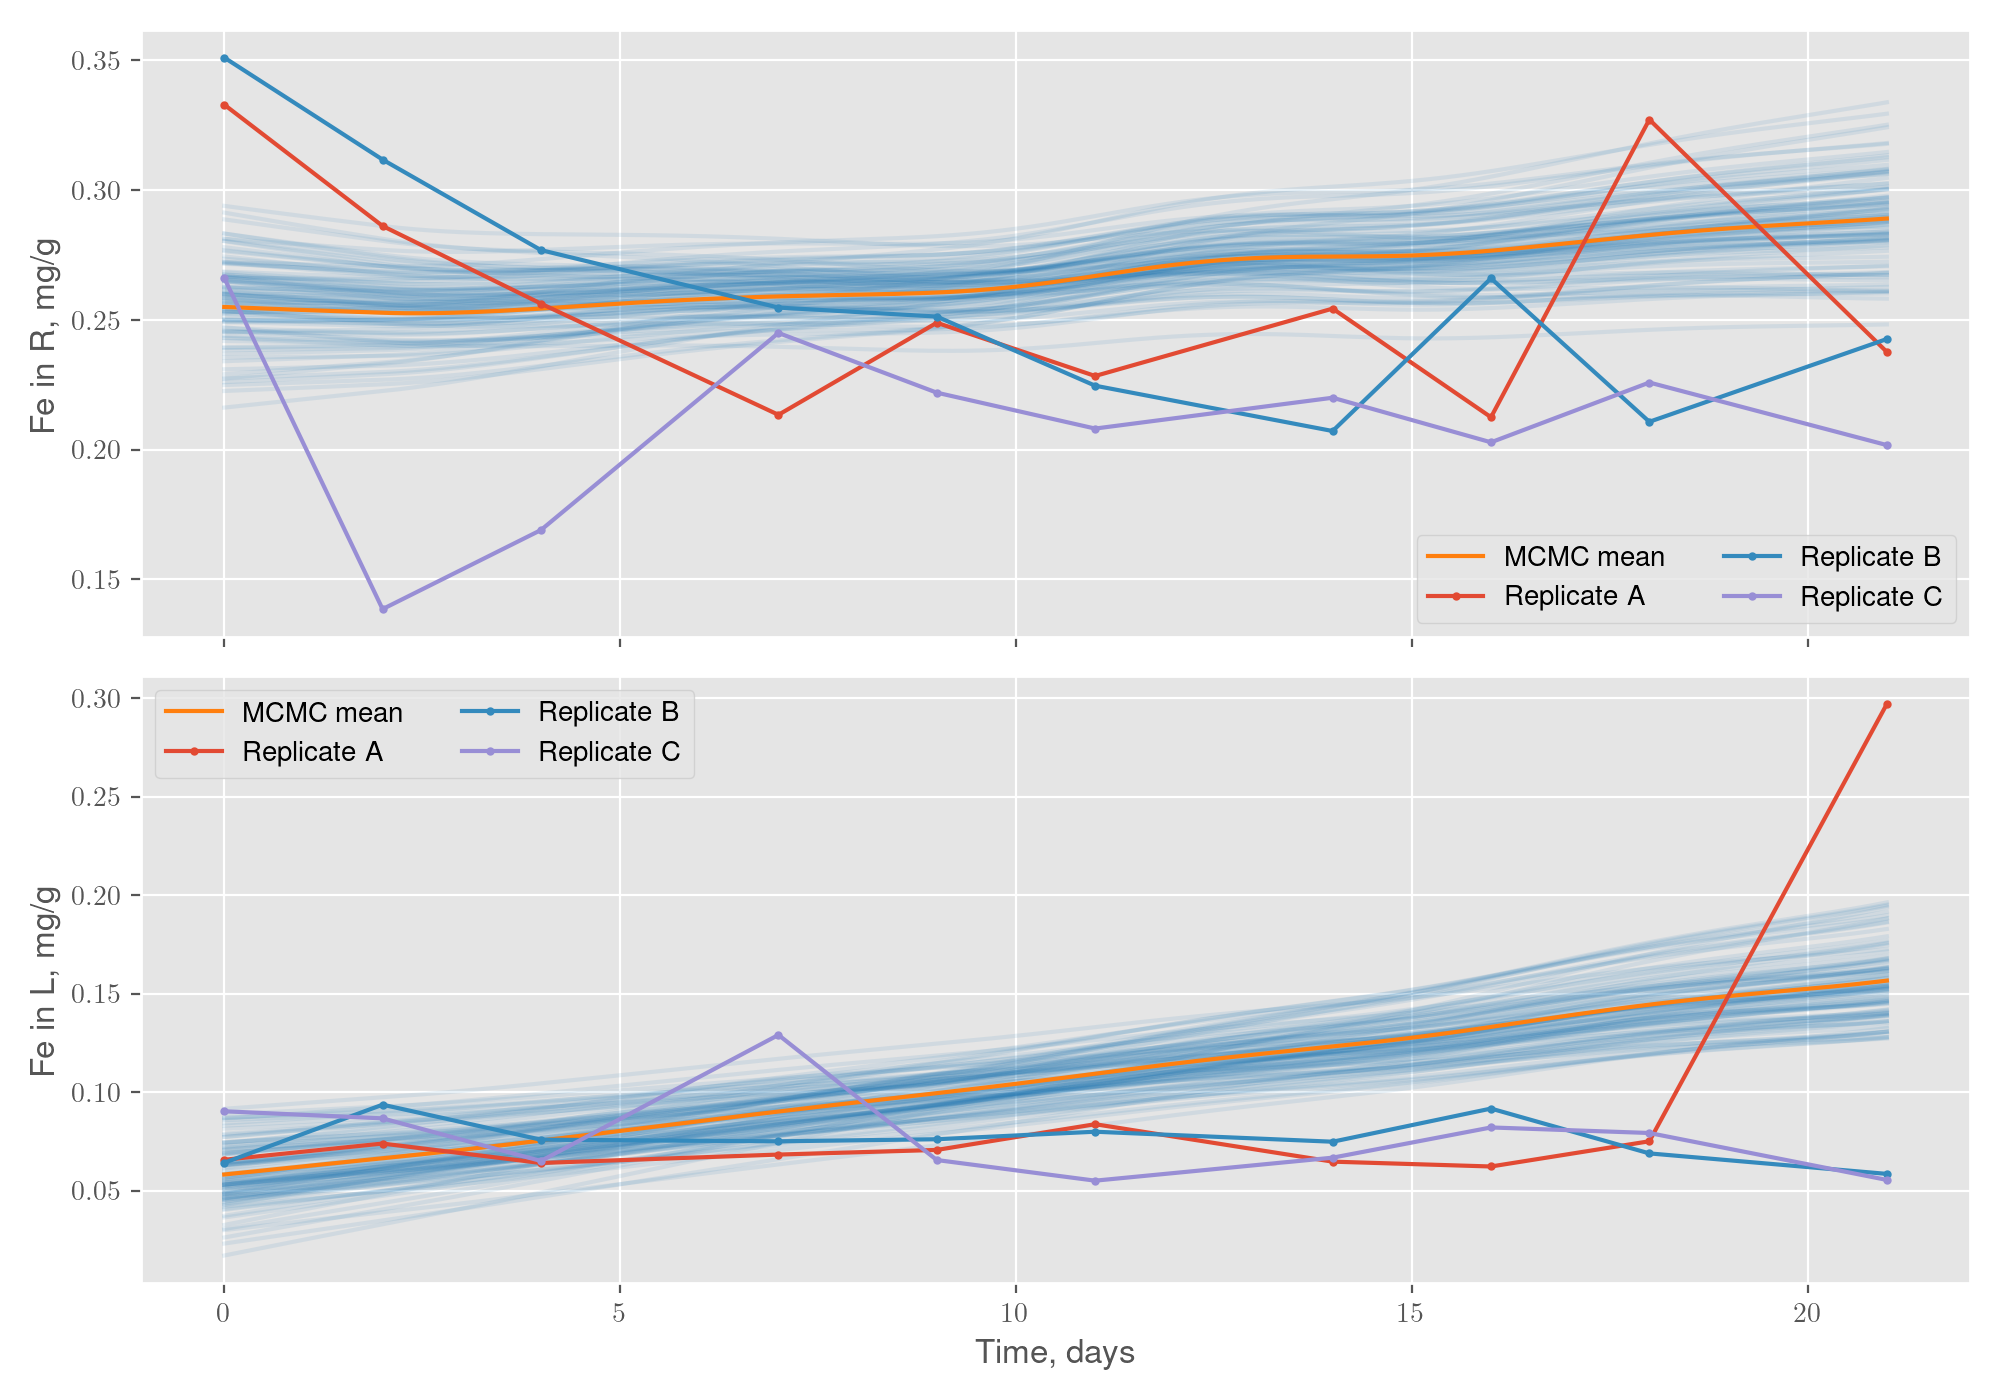 0.35
0.30
0.25
0.20
0.15
Fe in R, mg/g
MCMC mean
Replicate A
Replicate B
Replicate C
0.30
0.25
0.20
0.15
0.10
0.05
Fe in L, mg/g
MCMC mean
Replicate A
Replicate B
Replicate C
0 5 10 15 20
Time, days